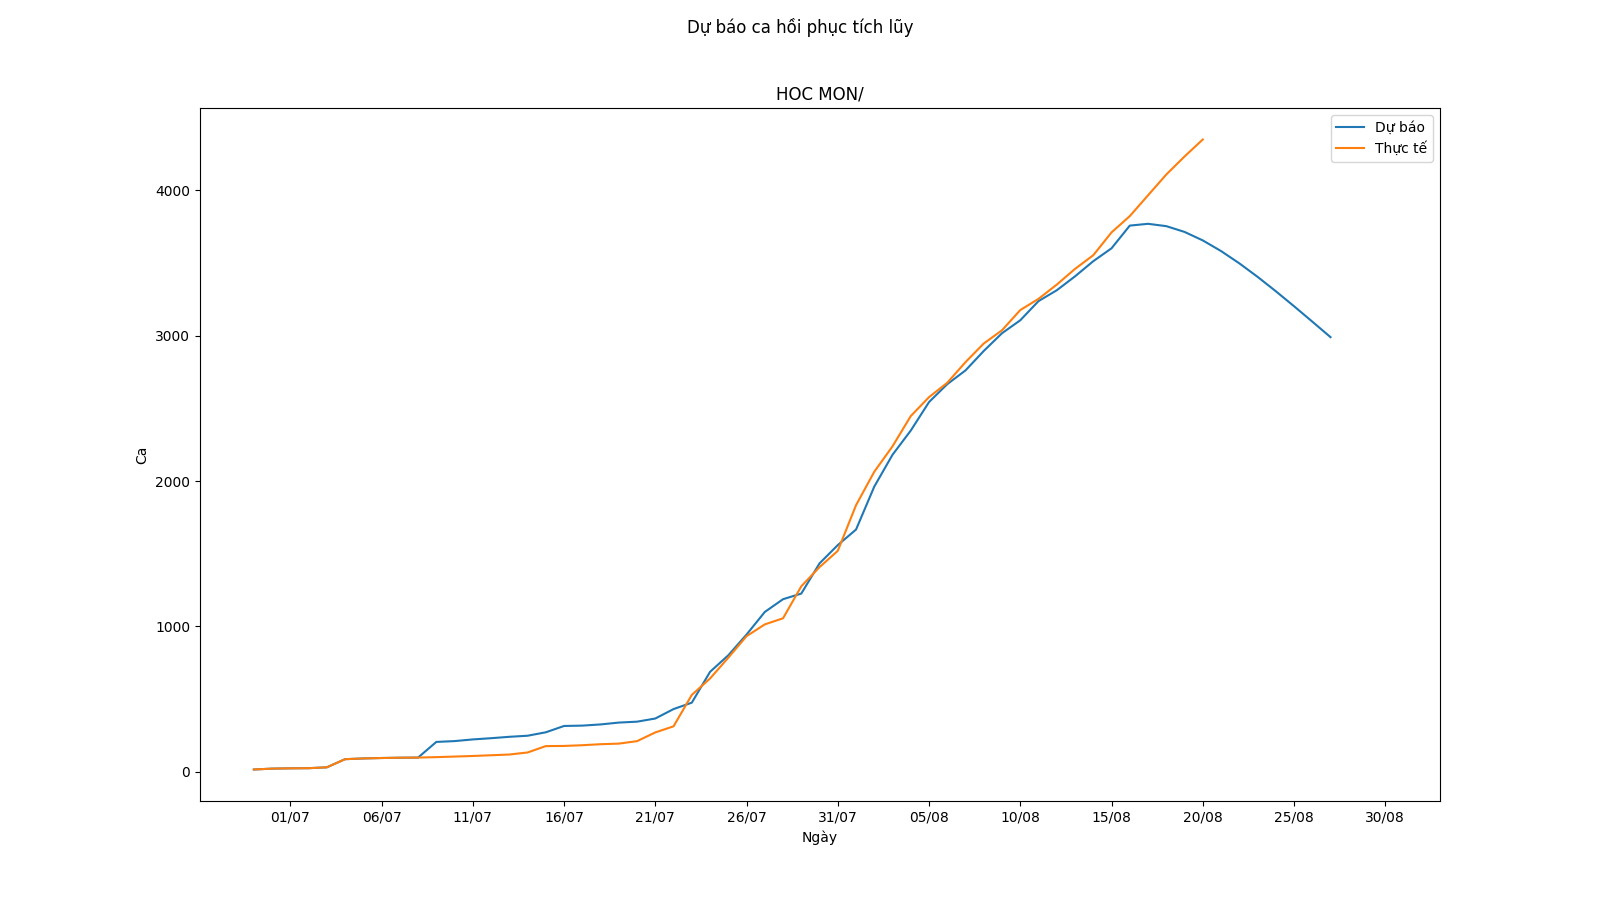 Dự báo ca hồi phục tích lũy
HOC MON/
Dự báo
Thực tế
4000
3000
2000
1000
0
Ca
01/07 06/07 11/07 16/07 21/07 26/07 31/07 05/08 10/08 15/08 20/08 25/08 30/08
Ngày